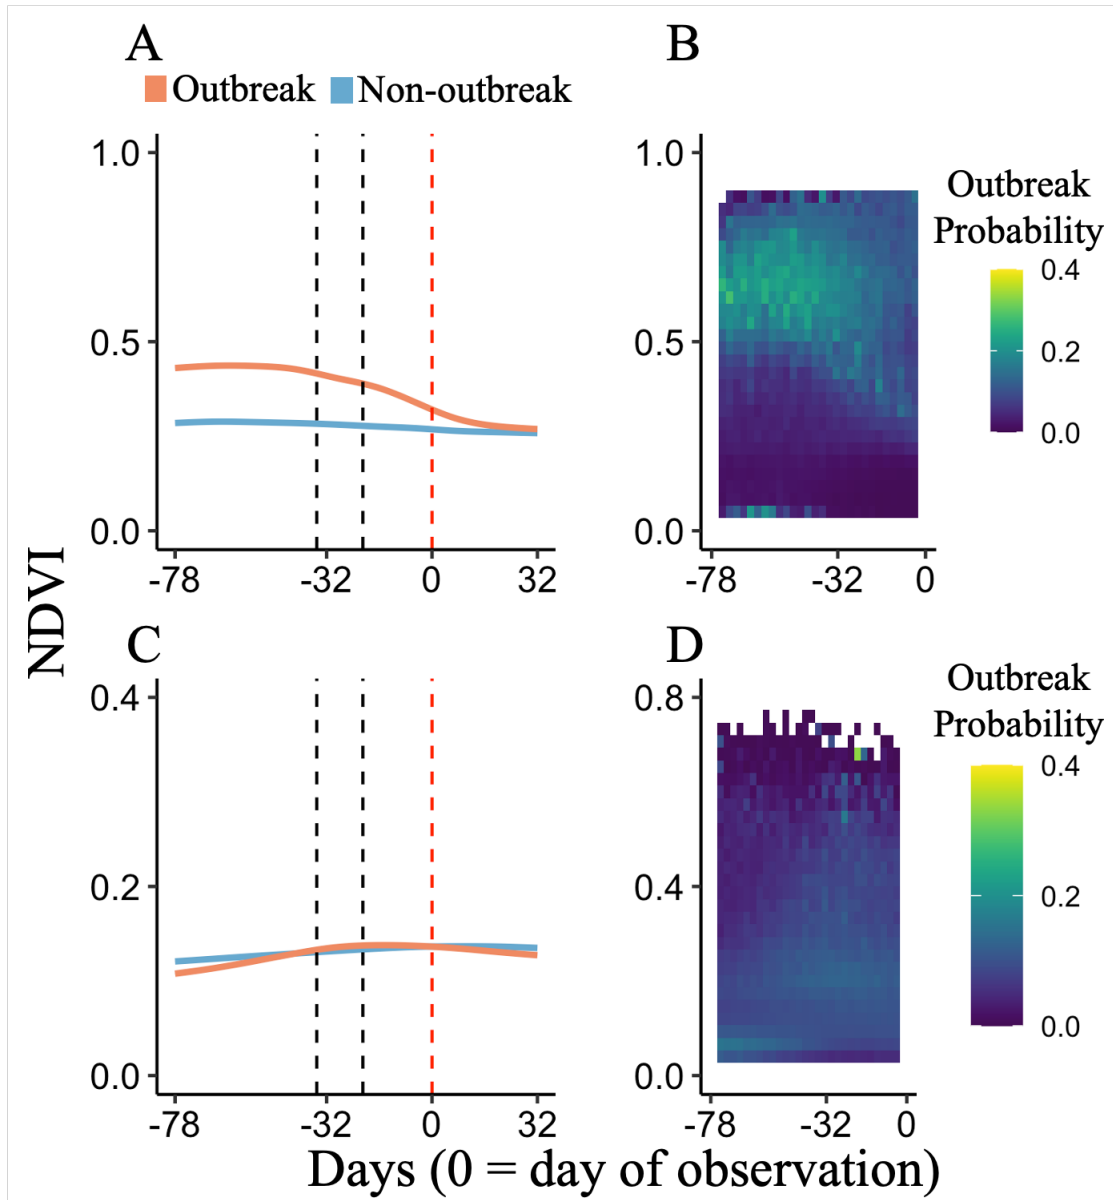 A
B
Outbreak Non-outbreak
1.0
0.5
0.0
-78 -32 0 32
1.0
0.5
0.0
-78 -32 0
Outbreak
Probability
0.4
0.2
0.0
NDVI
C
D
0.4
0.2
0.0
-78 -32 0 32
0.8
0.4
0.0
-78 -32 0
Outbreak
Probability
0.4
0.2
0.0
Days (0 = day of observation)